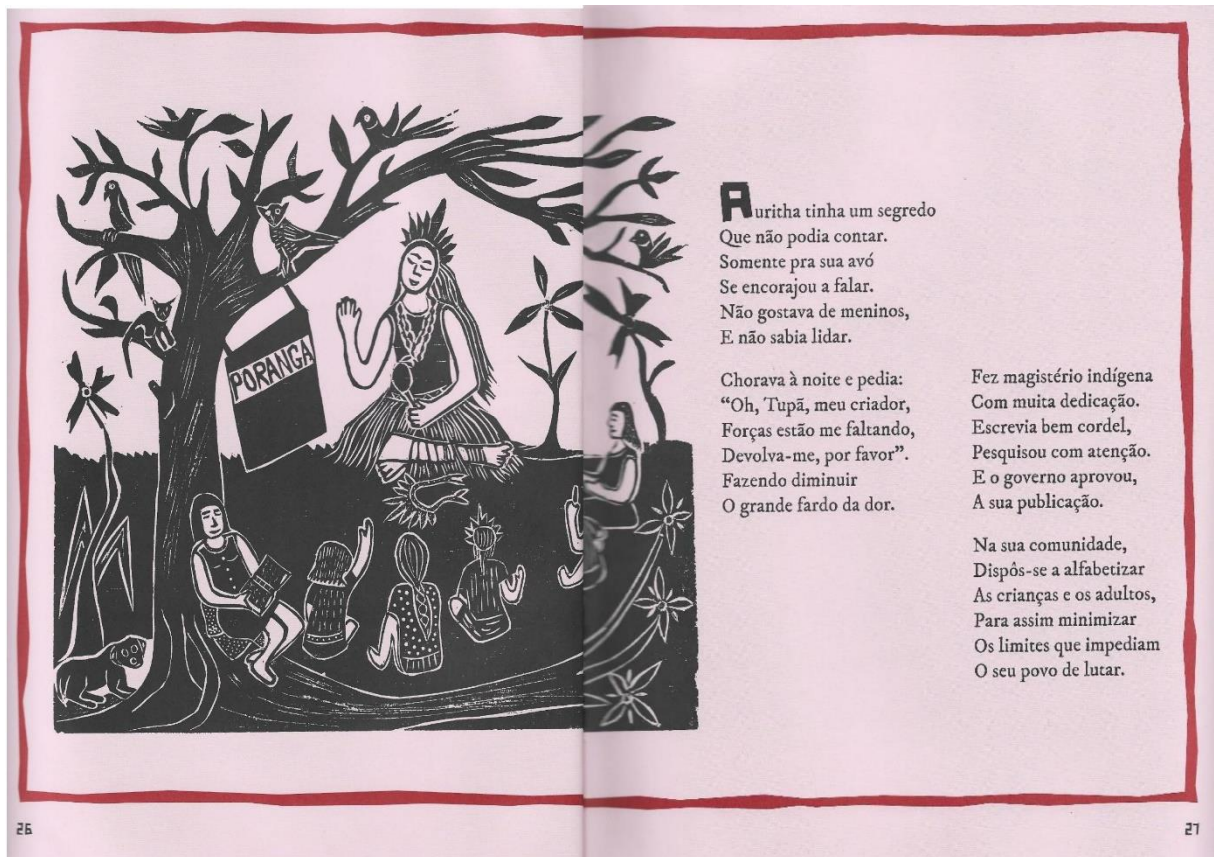 PORANGA
Auritha tinha um segredo
Que não podia contar.
Somente pra sua avó
Se encorajou a falar.
Não gostava de meninos,
E não sabia lidar.
Chorava à noite e pedia:
“Oh, Tupã, meu criador,
Forças estão me faltando,
Devolva-me, por favor”.
Fazendo diminuir
O grande fardo da dor.
Fez magistério indígena
Com muita dedicação.
Escrevia bem cordel,
Pesquisou com atenção.
E o governo aprovou,
A sua publicação.
Na sua comunidade,
Dispôs-se a alfabetizar
As crianças e os adultos,
Para assim minimizar
Os limites que impediam
O seu povo de lutar.
26
27